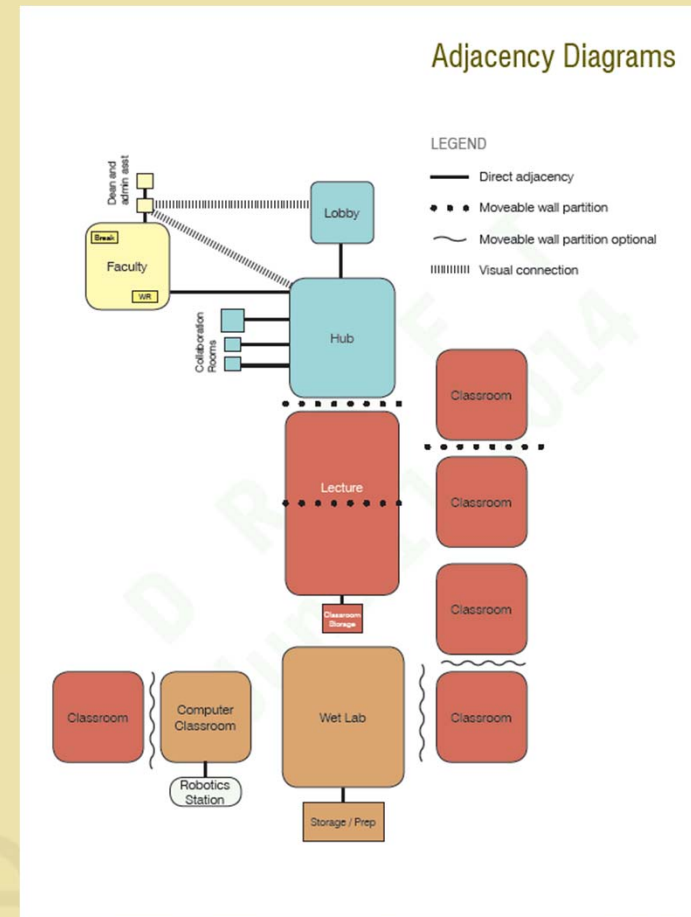 Adjacency Diagrams
LEGEND
Direct adjacency
Moveable wall partition
Moveable wall partition optional
Visual connection
Dean and
admin asst
Break
Faculty
WR
Lobby
Collaboration
Rooms
Hub
Classroom
Lecture
Classroom
Classroom
Storage
Classroom
Classroom
Computer
Classroom
Wet Lab
Classroom
Robotics
Station
Storage / Prep